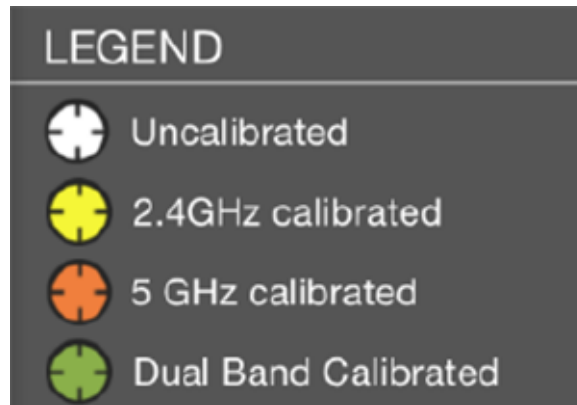 LEGEND
Uncalibrated
2.4GHz calibrated
5 GHz calibrated
Dual Band Calibrated